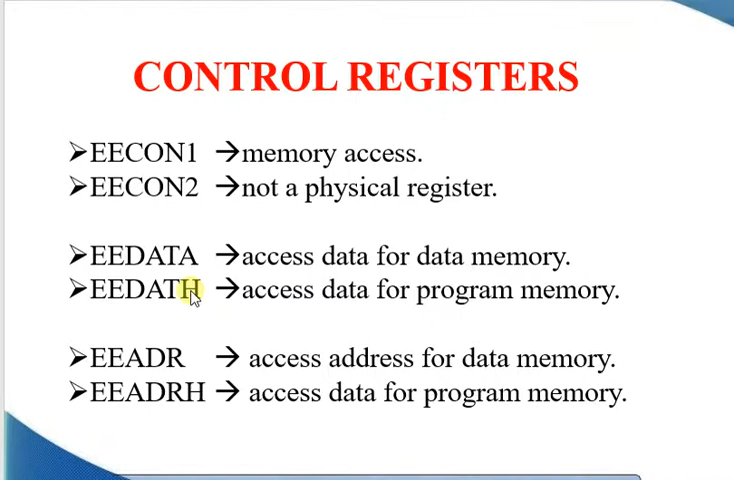 CONTROL REGISTERS
➢EECON1 →memory access.
➢EECON2 →not a physical register.
➢EEDATA →access data for data memory.
➢EEDATH →access data for program memory.
➢EEADR → access address for data memory.
➢EEADRH → access data for program memory.